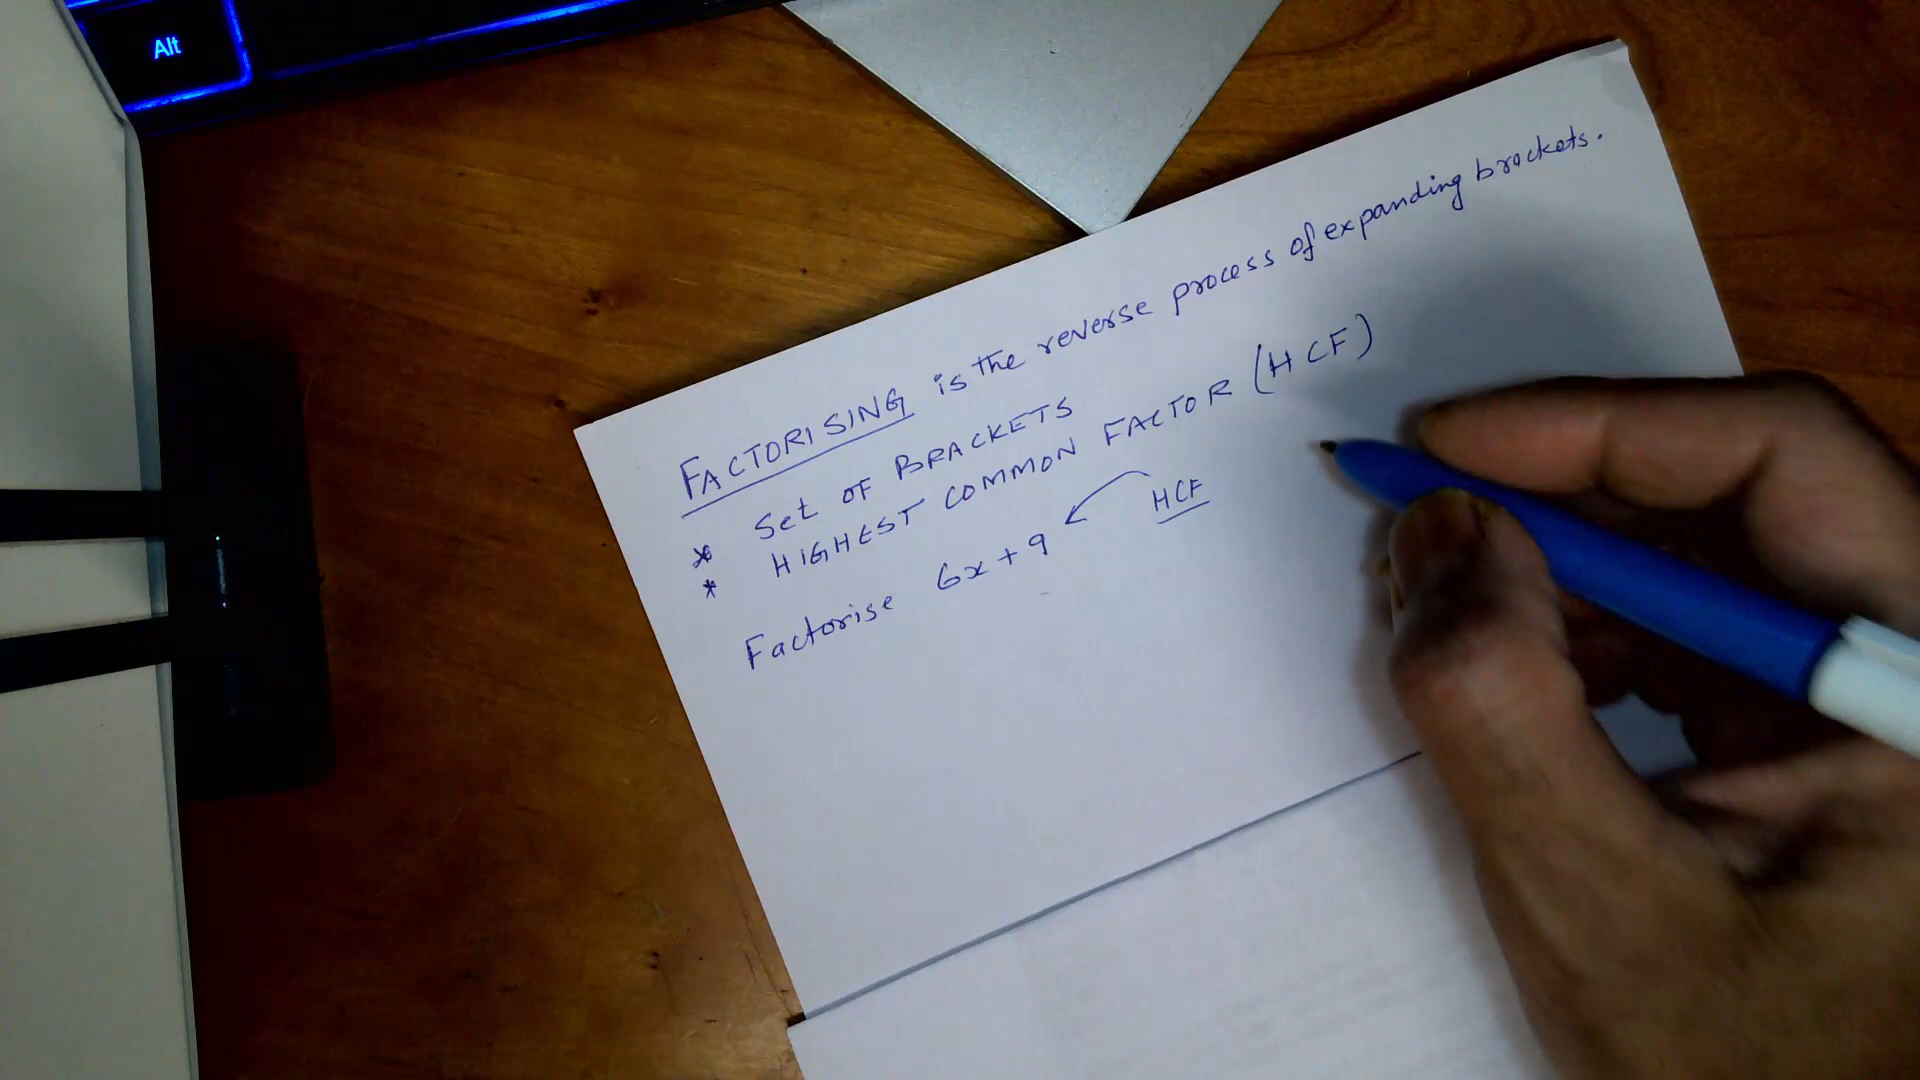 Alt
FACTORISING is the reverse process of expanding brackets.
* Set OF BRACKETS
* HIGHEST COMMON FACTOR (HCF)
Factorise 6x + 9 HCF